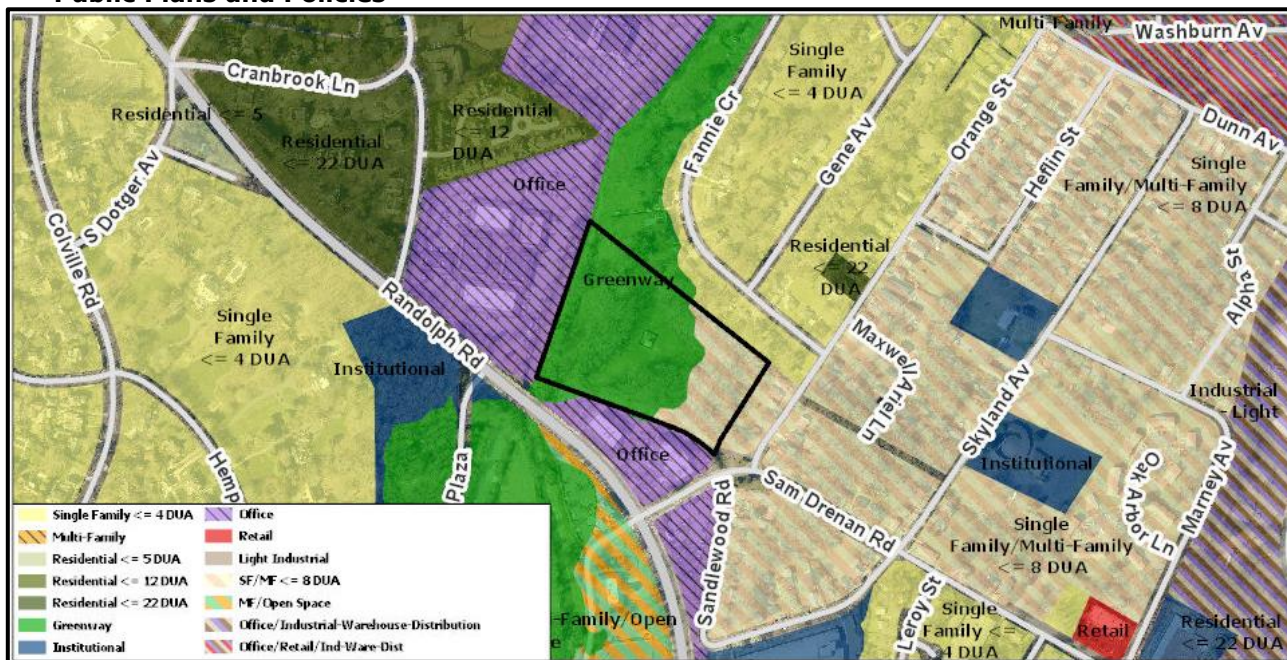 Public Plans and Policies
Multi-Family
Washburn Av
Cranbrook Ln
Single
Family
<= 4 DUA
Residential <= 5
Residential
<= 22 DUA
Residential
<= 12
DUA
Office
Fannie Cr
Gene Av
Orange St
Heflin St
Dunn Av
Single
Family/Multi-Family
<= 8 DUA
Alpha St
S Dotger Av
Colville Rd
Greenway
Residential
<= 22
DUA
Single
Family
<= 4 DUA
Randolph Rd
Institutional
Maxwell Ariel Ln
Skyland Av
Industrial
- Light
Office
Institutional
Oak Arbor Ln
Marney Av
Hemp
Plaza
Sam Drenan Rd
Sandlewood Rd
Single
Family/Multi-Family
<= 8 DUA
Leroy St
Single
Family <=
4 DUA
Retail
Residential
<= 22 DUA
-Family/Open
Single Family <= 4 DUA
Multi-Family
Residential <= 5 DUA
Residential <= 12 DUA
Residential <= 22 DUA
Greenway
Institutional
Office
Retail
Light Industrial
SF/MF <= 8 DUA
MF/Open Space
Office/Industrial-Warehouse-Distribution
Office/Retail/Ind-Ware-Dist